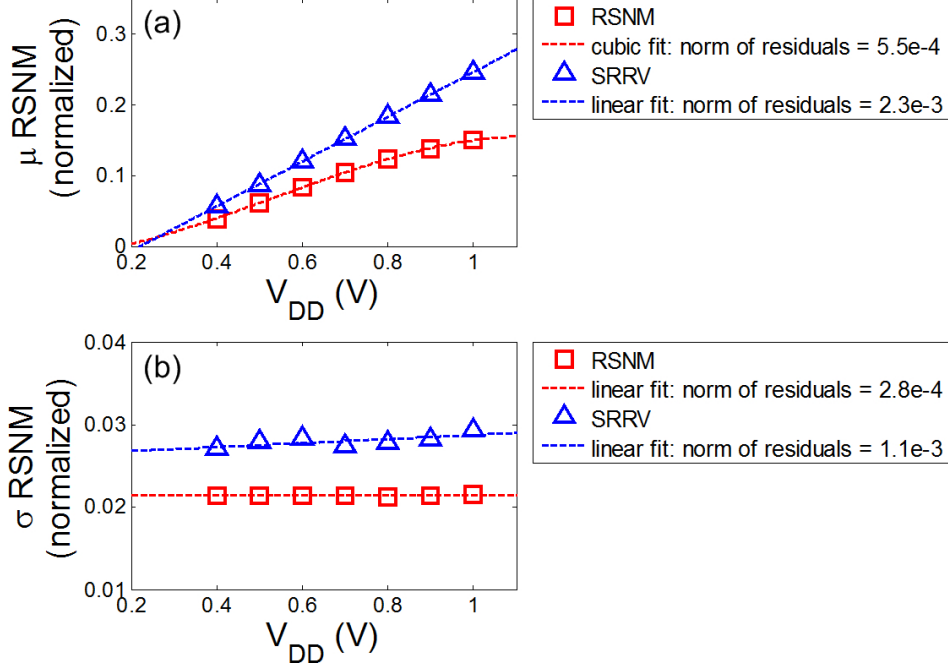 (a)
0.3
0.2
0.1
0
μ RSNM
(normalized)
0.2
0.4
0.6
0.8
1
V_DD (V)
RSNM
cubic fit: norm of residuals = 5.5e-4
SRRV
linear fit: norm of residuals = 2.3e-3
(b)
0.04
0.03
0.02
0.01
σ RSNM
(normalized)
0.2
0.4
0.6
0.8
1
V_DD (V)
RSNM
linear fit: norm of residuals = 2.8e-4
SRRV
linear fit: norm of residuals = 1.1e-3